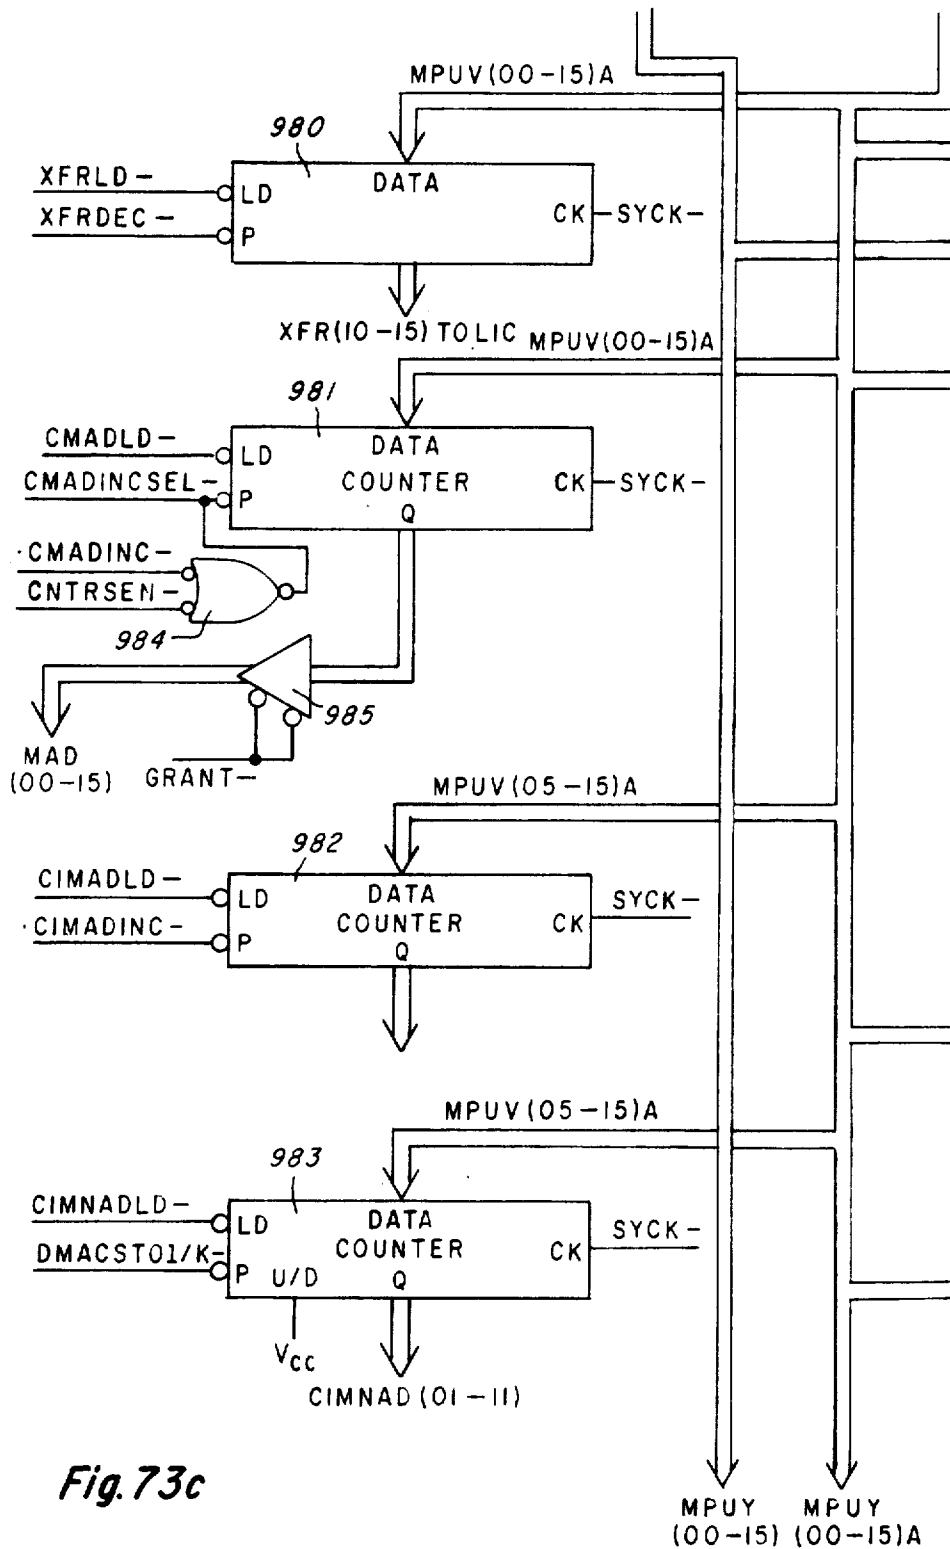 MPUV(00-15)A
980
XFRLD-
LD
DATA
XFRDEC-
P
CK
SYCK-
XFR(10-15) TO LIC
MPUV(00-15)A
981
CMADLD-
LD
DATA
CMADINCSEL-
P
COUNTER
CK
SYCK-
Q
CMADINC-
CNTRSEN-
984
985
MAD
(00-15)
GRANT-
MPUV(05-15)A
982
CIMADLD-
LD
DATA
SYCK-
CIMADINC-
P
COUNTER
CK
Q
MPUV(05-15)A
983
CIMNADLD-
LD
DATA
SYCK-
DMACST01/K-
P
COUNTER
CK
U/D
Q
VCC
CIMNAD(01-11)
Fig. 73c
MPUY
(00-15)
MPUY
(00-15)A